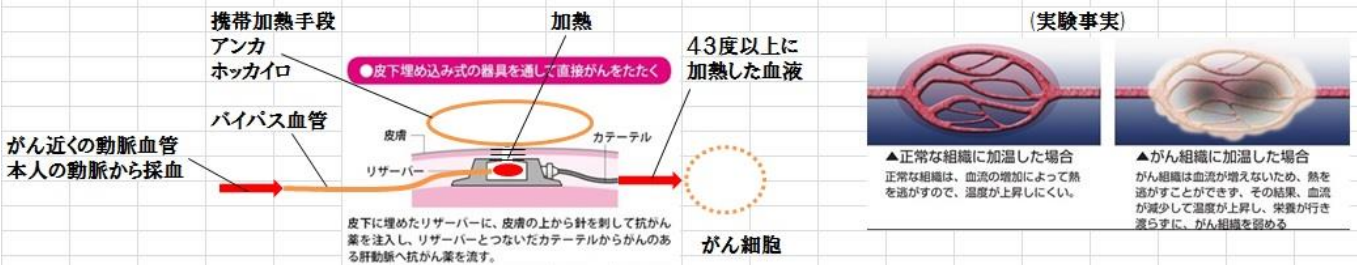 携帯加熱手段
アンカ
ホッカイロ
加熱
43度以上に
加熱した血液
(実験事実)
●皮下埋め込み式の器具を通して直接がんをたたく
バイパス血管
がん近くの動脈血管
本人の動脈から採血
皮膚
カテーテル
リザーバー
がん細胞
皮下に埋めたリザーバーに、皮膚の上から針を刺して抗がん
薬を注入し、リザーバーとつないだカテーテルからがんのあ
る肝動脈へ抗がん薬を流す。
▲正常な組織に加温した場合
正常な組織は、血流の増加によって熱
を逃がすので、温度が上昇しにくい。
▲がん組織に加温した場合
がん組織は血流が増えないため、熱を
逃がすことができず、その結果、血流
が減少して温度が上昇し、栄養が行き
渡らずに、がん組織を弱める